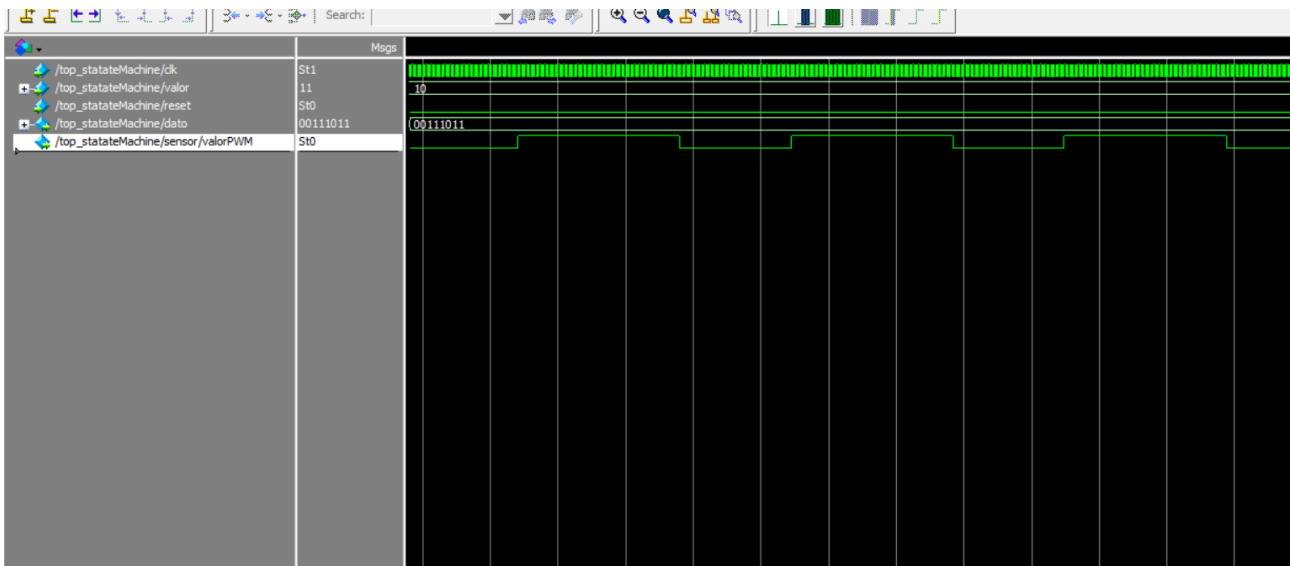 Search:
Msgs
/top_statateMachine/clk St1
/top_statateMachine/valor 11 10
/top_statateMachine/reset St0
/top_statateMachine/dato 00111011 00111011
/top_statateMachine/sensor/valorPWM St0